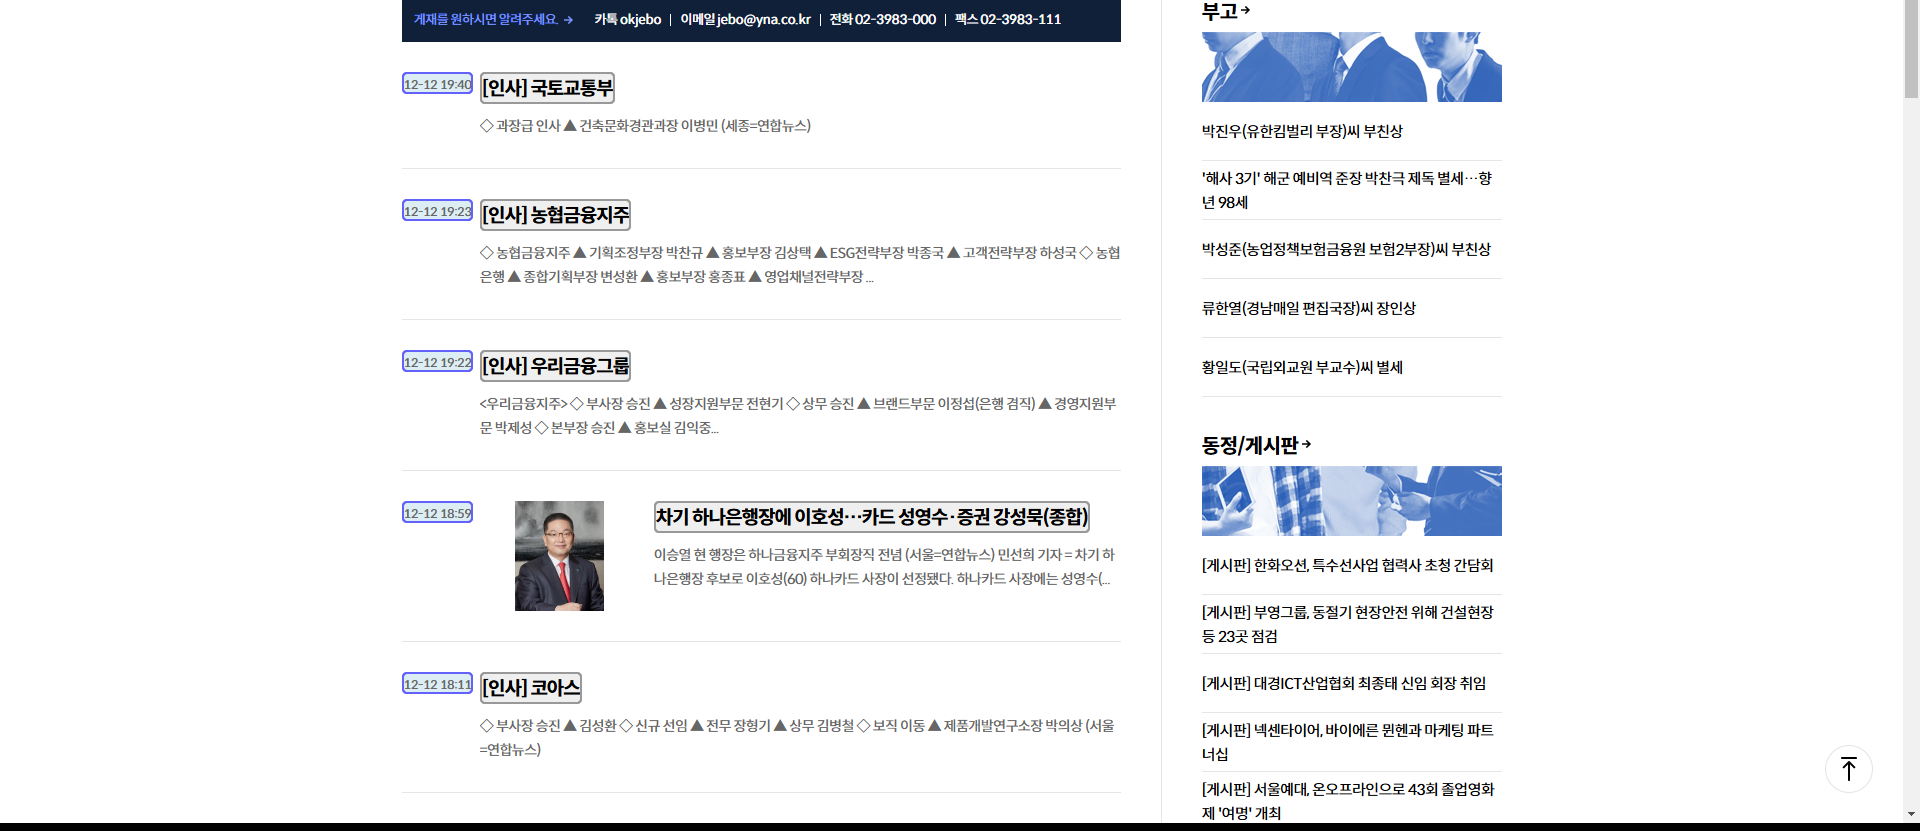 게재를 원하시면 알려주세요. → 카톡 okjebo | 이메일 jebo@yna.co.kr | 전화 02-3983-000 | 팩스 02-3983-111
12-12 19:40
[인사] 국토교통부
◇ 과장급 인사 ▲ 건축문화경관과장 이병민 (세종=연합뉴스)
12-12 19:23
[인사] 농협금융지주
◇ 농협금융지주 ▲ 기획조정부장 박찬규 ▲ 홍보부장 김상택 ▲ ESG전략부장 박종국 ▲ 고객전략부장 하성국 ◇ 농협
은행 ▲ 종합기획부장 변성환 ▲ 홍보부장 홍종표 ▲ 영업채널전략부장 ...
12-12 19:22
[인사] 우리금융그룹
<우리금융지주> ◇ 부사장 승진 ▲ 성장지원부문 전현기 ◇ 상무 승진 ▲ 브랜드부문 이정섭(은행 겸직) ▲ 경영지원부
문 박제성 ◇ 본부장 승진 ▲ 홍보실 김익중...
12-12 18:59
차기 하나은행장에 이호성…카드 성영수·증권 강성묵(종합)
이승열 현 행장은 하나금융지주 부회장직 전념 (서울=연합뉴스) 민선희 기자 = 차기 하
나은행장 후보로 이호성(60) 하나카드 사장이 선정됐다. 하나카드 사장에는 성영수(...
12-12 18:11
[인사] 코아스
◇ 부사장 승진 ▲ 김성환 ◇ 신규 선임 ▲ 전무 장형기 ▲ 상무 김병철 ◇ 보직 이동 ▲ 제품개발연구소장 박의상 (서울
=연합뉴스)
부고 →
박진우(유한킴벌리 부장)씨 부친상
'해사 3기' 해군 예비역 준장 박찬극 제독 별세…향
년 98세
박성준(농업정책보험금융원 보험2부장)씨 부친상
류한열(경남매일 편집국장)씨 장인상
황일도(국립외교원 부교수)씨 별세
동정/게시판 →
[게시판] 한화오션, 특수선사업 협력사 초청 간담회
[게시판] 부영그룹, 동절기 현장안전 위해 건설현장
등 23곳 점검
[게시판] 대경ICT산업협회 최종태 신임 회장 취임
[게시판] 넥센타이어, 바이에른 뮌헨과 마케팅 파트
너십
[게시판] 서울예대, 온오프라인으로 43회 졸업영화
제 '여명' 개최